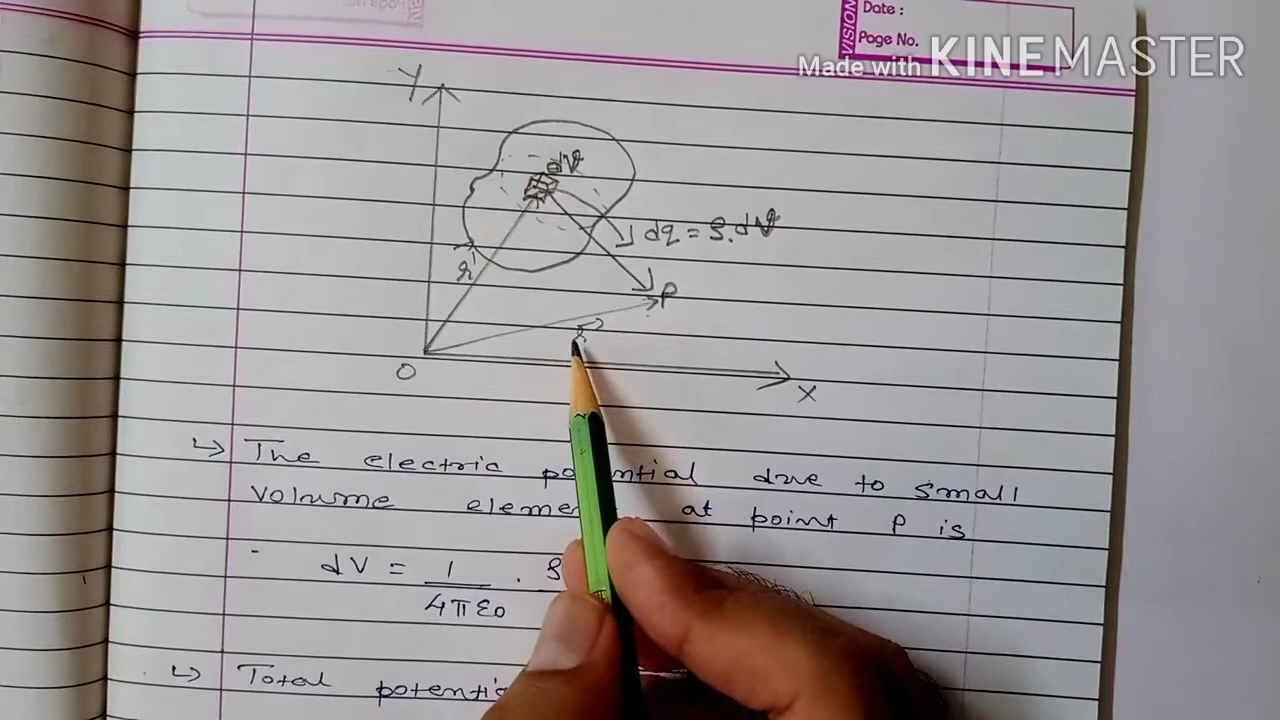 Date :
VISION
Page No.
Made with KINEMASTER
Y
dV
dq = ρ.dV
r'
P
r
O
X
↳ The electric potential due to small
volume element at point P is
dV = 1/4πε0 . ρ
↳ Total